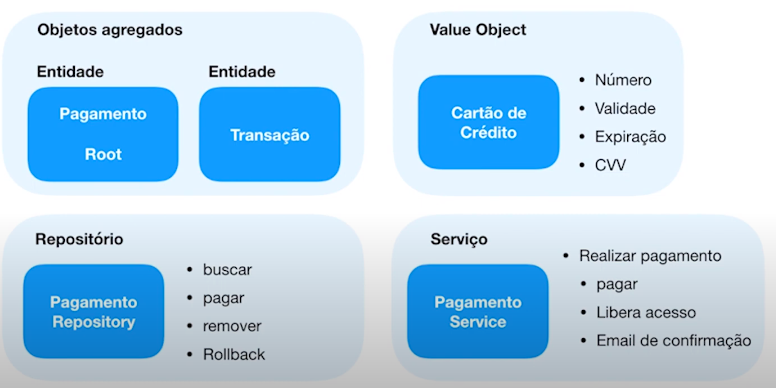 Objetos agregados
Entidade
Pagamento
Root
Entidade
Transação
Value Object
Cartão de
Crédito
Número
Validade
Expiração
CVV
Repositório
Pagamento
Repository
buscar
pagar
remover
Rollback
Serviço
Pagamento
Service
Realizar pagamento
pagar
Libera acesso
Email de confirmação